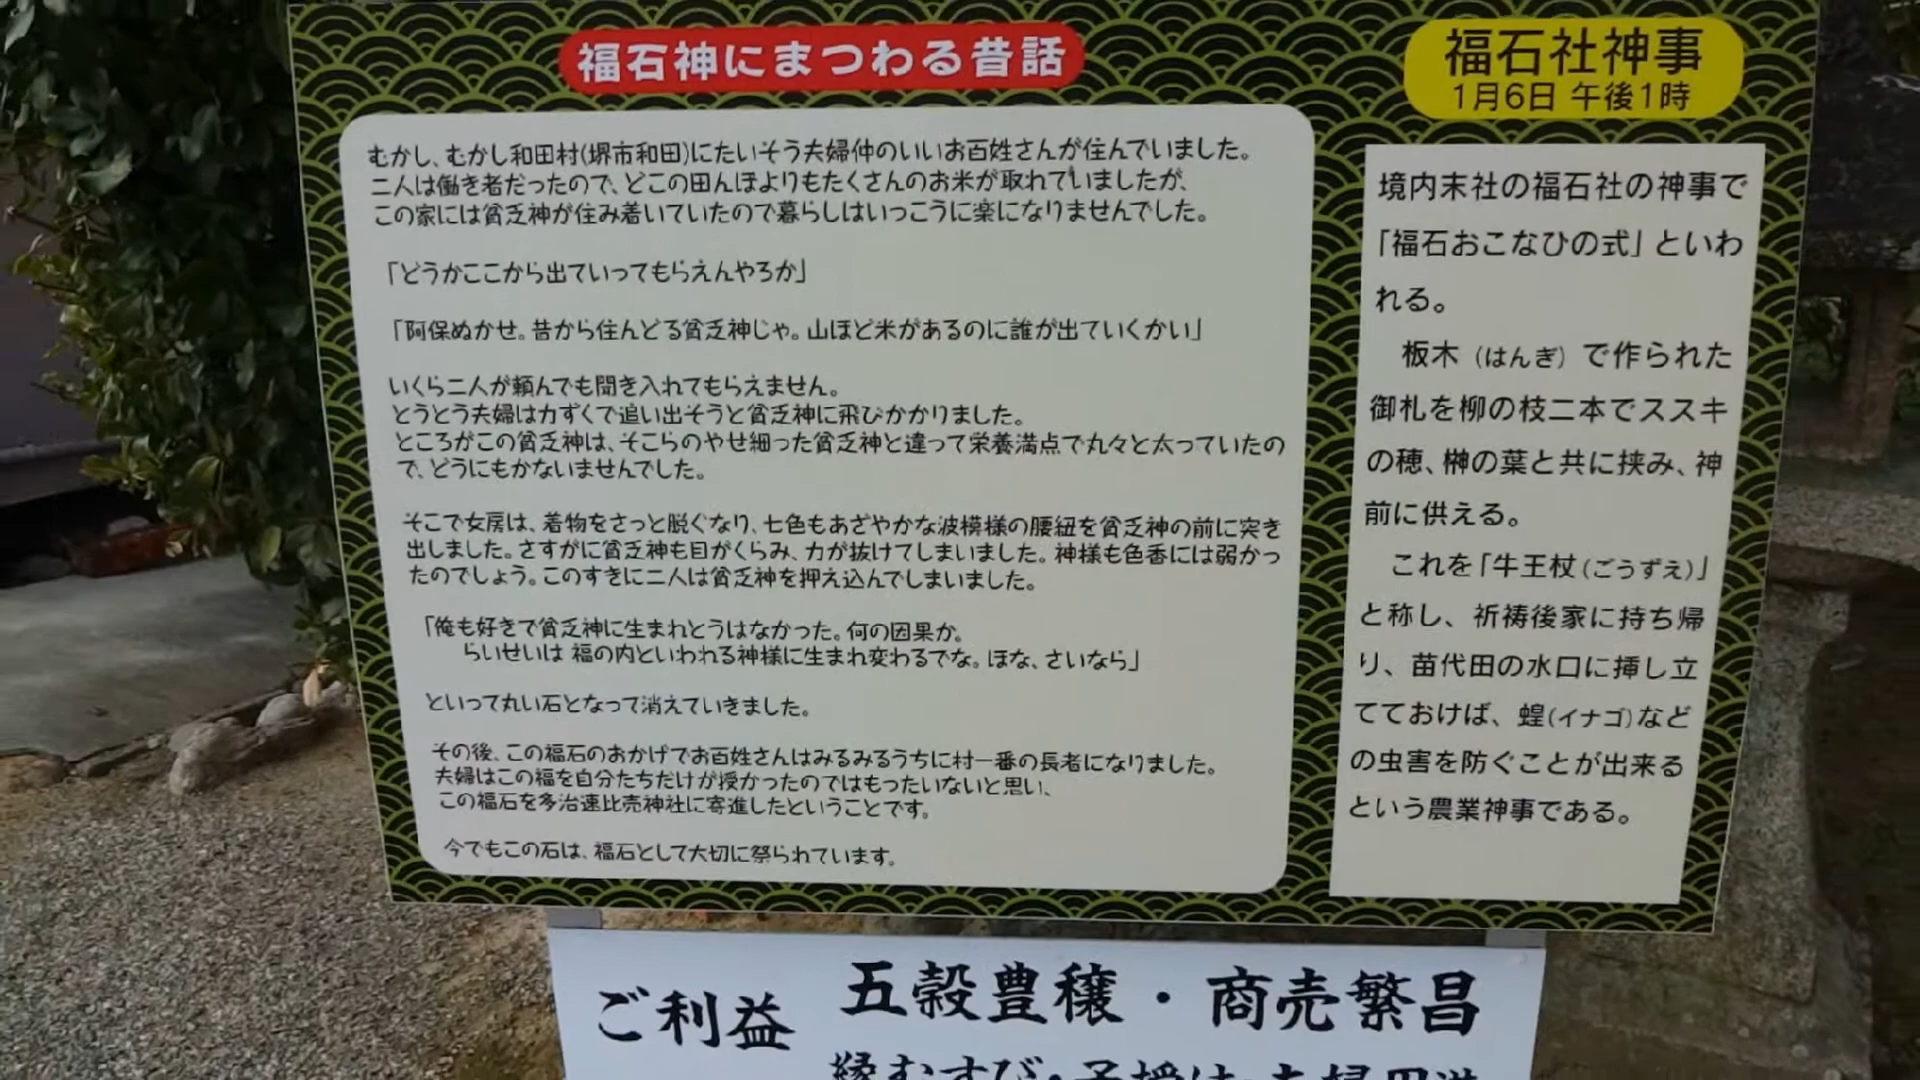 福石神にまつわる昔話
むかし、むかし和田村(堺市和田)にたいそう夫婦仲のいいお百姓さんが住んでいました。
二人は働き者だったので、どこの田んぼよりもたくさんのお米が取れていましたが、
この家には貧乏神が住み着いていたので暮らしはいっこうに楽になりませんでした。
「どうかここから出ていってもらえんやろか」
「阿保ぬかせ。昔から住んどる貧乏神じゃ。山ほど米があるのに誰が出ていくかい」
いくら二人が頼んでも聞き入れてもらえません。
とうとう夫婦は力ずくで追い出そうと貧乏神に飛びかかりました。
ところがこの貧乏神は、そこらのやせ細った貧乏神と違って栄養満点で丸々と太っていたの
で、どうにもかないませんでした。
そこで女房は、着物をさっと脱ぐなり、七色もあざやかな波模様の腰紐を貧乏神の前に突き
出しました。さすがに貧乏神も目がくらみ、力が抜けてしまいました。神様も色香には弱かっ
たのでしょう。このすきに二人は貧乏神を押え込んでしまいました。
「俺も好きで貧乏神に生まれとうはなかった。何の因果か。
らいせいは 福の内といわれる神様に生まれ変わるでな。ほな、さいなら」
といって丸い石となって消えていきました。
その後、この福石のおかげでお百姓さんはみるみるうちに村一番の長者になりました。
夫婦はこの福を自分たちだけが授かったのではもったいないと思い、
この福石を多治速比売神社に寄進したということです。
今でもこの石は、福石として大切に祭られています。
福石社神事
1月6日 午後1時
境内末社の福石社の神事で
「福石おこなひの式」といわ
れる。
板木（はんぎ）で作られた
御札を柳の枝二本でススキ
の穂、榊の葉と共に挟み、神
前に供える。
これを「牛王杖(ごうずえ)」
と称し、祈祷後家に持ち帰
り、苗代田の水口に挿し立
てておけば、蝗(イナゴ)など
の虫害を防ぐことが出来る
という農業神事である。
ご利益
五穀豊穣・商売繁昌
縁むすび・子授け・夫婦円満